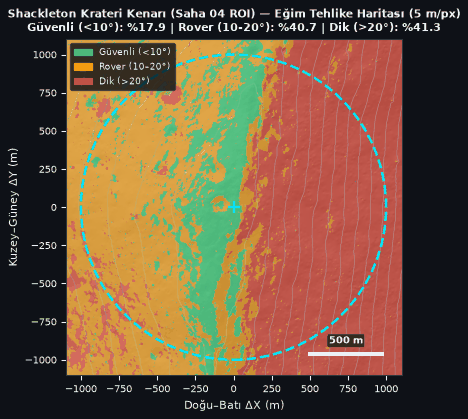 Shackleton Krateri Kenarı (Saha 04 ROI) — Eğim Tehlike Haritası (5 m/px)
Güvenli (<10°): %17.9 | Rover (10-20°): %40.7 | Dik (>20°): %41.3
Güvenli (<10°)
Rover (10-20°)
Dik (>20°)
Kuzey–Güney ΔY (m)
1000
750
500
250
0
−250
−500
−750
−1000
500 m
−1000 −750 −500 −250 0 250 500 750 1000
Doğu–Batı ΔX (m)